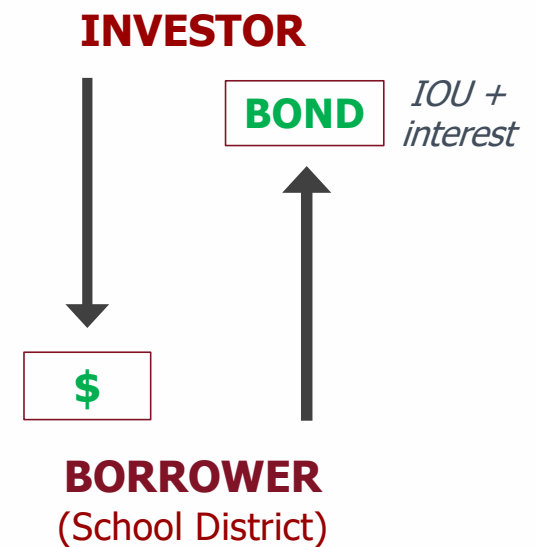 INVESTOR
BOND
IOU +
interest
$
BORROWER
(School District)